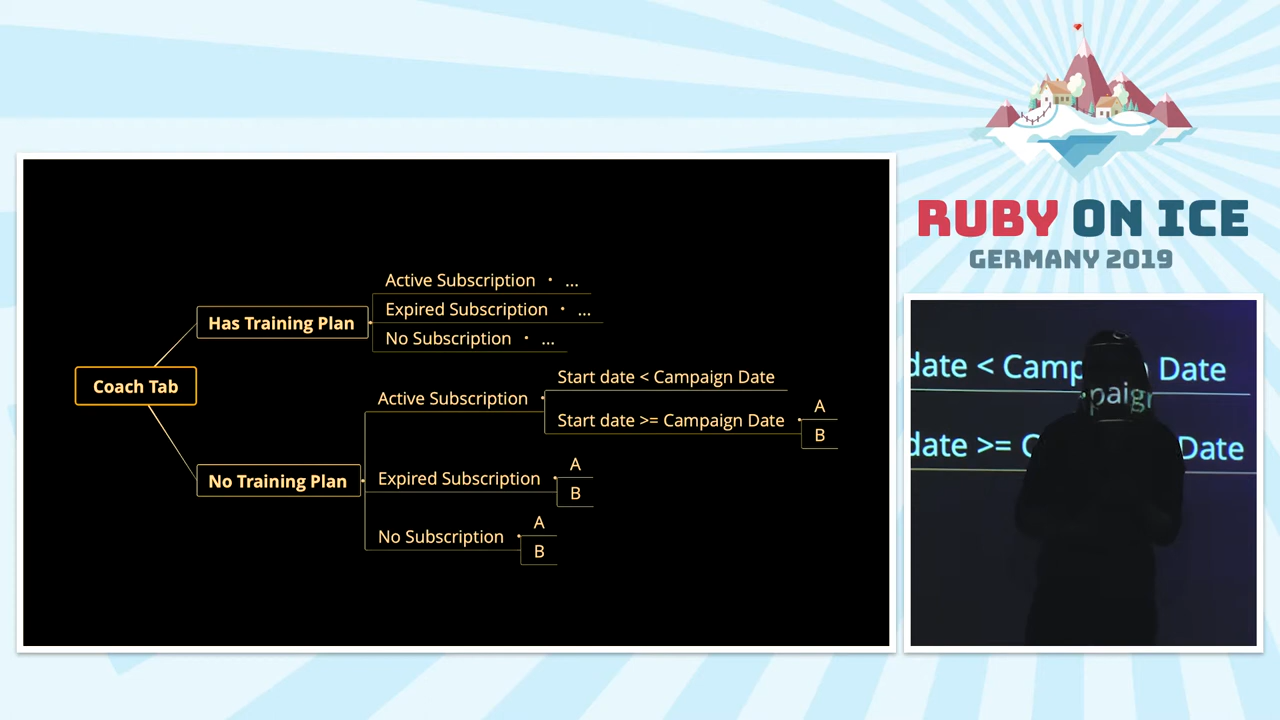 RUBY ON ICE
GERMANY 2019
Coach Tab
Has Training Plan
Active Subscription · ...
Expired Subscription · ...
No Subscription · ...
No Training Plan
Active Subscription
Start date < Campaign Date
Start date >= Campaign Date
A
B
Expired Subscription
A
B
No Subscription
A
B
date < Camp Date
paign
date >= C Date